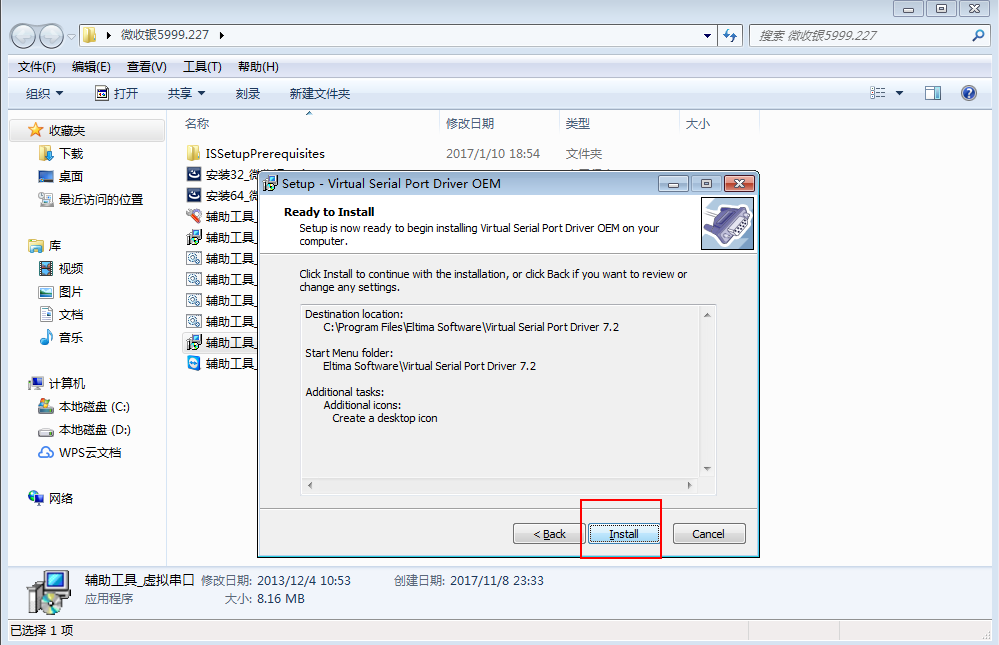 微收银5999.227
搜索 微收银5999.227
文件(F) 编辑(E) 查看(V) 工具(T) 帮助(H)
组织 打开 共享 刻录 新建文件夹
名称 修改日期 类型 大小
收藏夹
下载
桌面
最近访问的位置
库
视频
图片
文档
音乐
计算机
本地磁盘 (C:)
本地磁盘 (D:)
WPS云文档
网络
ISSetupPrerequisites 2017/1/10 18:54 文件夹
安装32_微
安装64_微
辅助工具_
辅助工具_
辅助工具_
辅助工具_
辅助工具_
辅助工具_
辅助工具_
辅助工具_
Setup - Virtual Serial Port Driver OEM
Ready to Install
Setup is now ready to begin installing Virtual Serial Port Driver OEM on your
computer.
Click Install to continue with the installation, or click Back if you want to review or
change any settings.
Destination location:
C:\Program Files\Eltima Software\Virtual Serial Port Driver 7.2
Start Menu folder:
Eltima Software\Virtual Serial Port Driver 7.2
Additional tasks:
Additional icons:
Create a desktop icon
< Back Install Cancel
辅助工具_虚拟串口 修改日期: 2013/12/4 10:53 创建日期: 2017/11/8 23:33
应用程序 大小: 8.16 MB
已选择 1 项